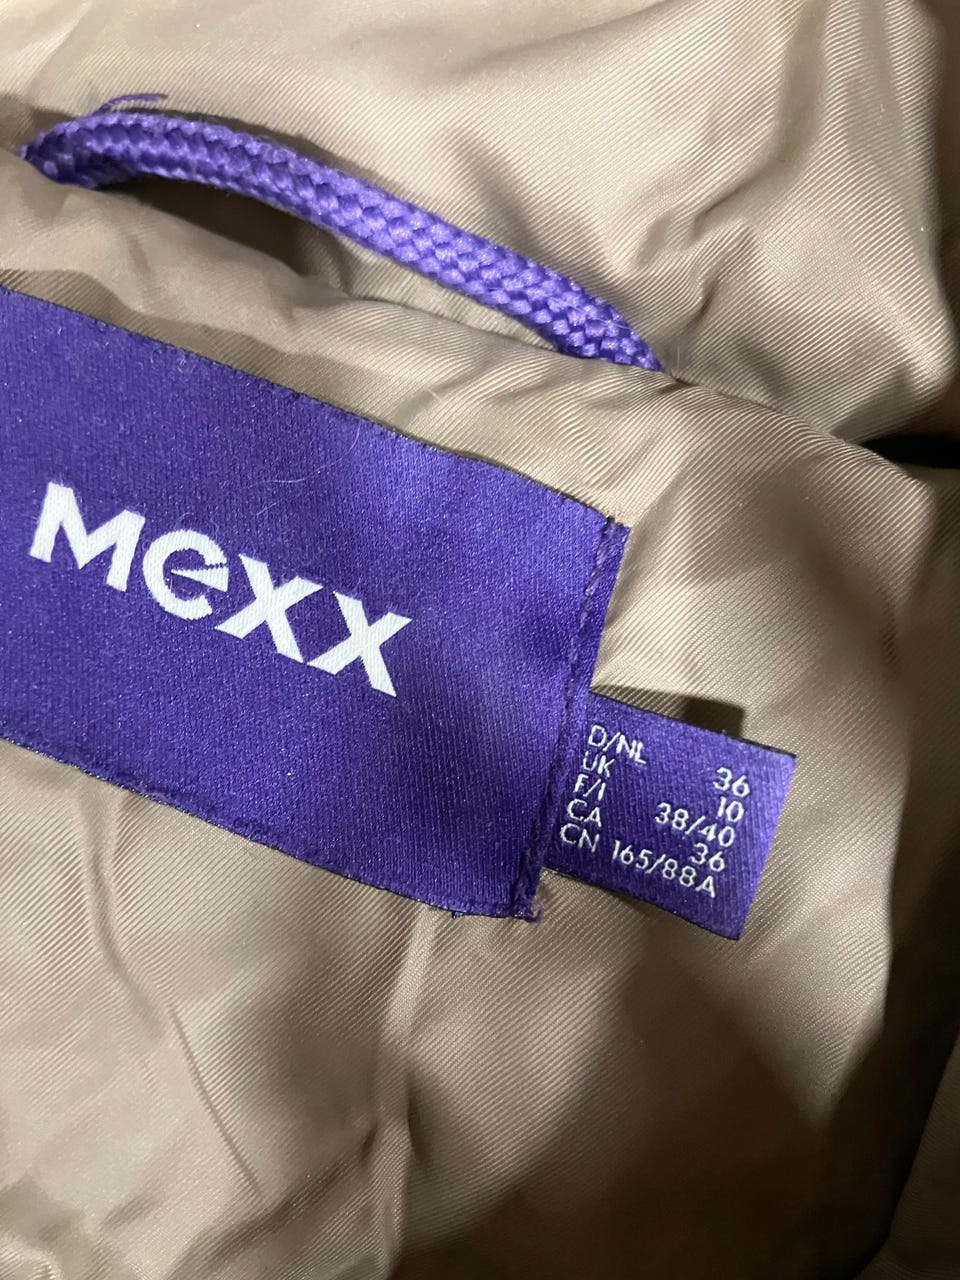 mexx
D/NL 36
UK 10
F/I 38/40
CA 36
CN 165/88A